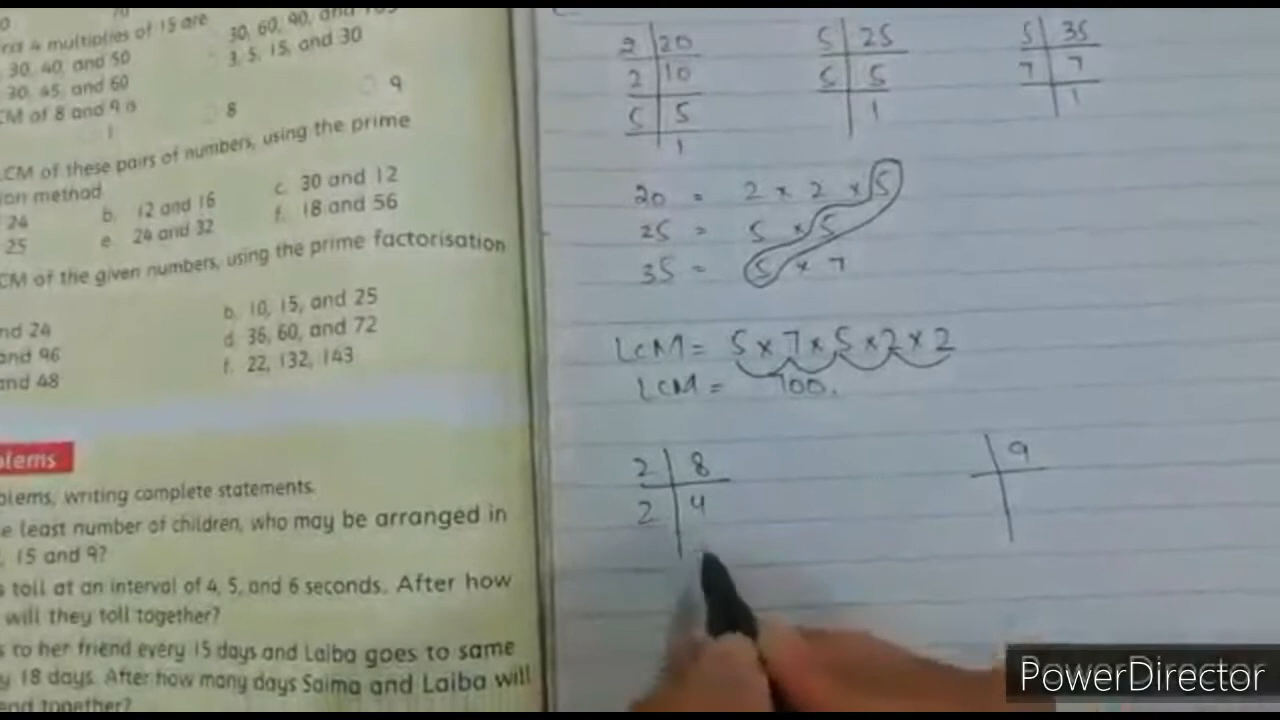 4 multiplies of 15 are
30, 60, 90, and
30, 40, and 50
3, 5, 15, and 30
30, 45, and 60
CM of 8 and 9 is
1
8
9
LCM of these pairs of numbers, using the prime
method
24
b. 12 and 16
c. 30 and 12
25
e. 24 and 32
f. 18 and 56
CM of the given numbers, using the prime factorisation
nd 24
b. 10, 15, and 25
and 96
d. 36, 60, and 72
and 48
f. 22, 132, 143
blems
blems, writing complete statements.
e least number of children, who may be arranged in
15 and 9?
toll at an interval of 4, 5, and 6 seconds. After how
will they toll together?
to her friend every 15 days and Laiba goes to same
y 18 days. After how many days Saima and Laiba will
end together?
2 | 20
2 | 10
5 | 5
1
5 | 25
5 | 5
1
5 | 35
7 | 7
1
20 = 2 × 2 × 5
25 = 5 × 5
35 = 5 × 7
LCM = 5 × 7 × 5 × 2 × 2
LCM = 700.
2 | 8
2 | 4
9
PowerDirector